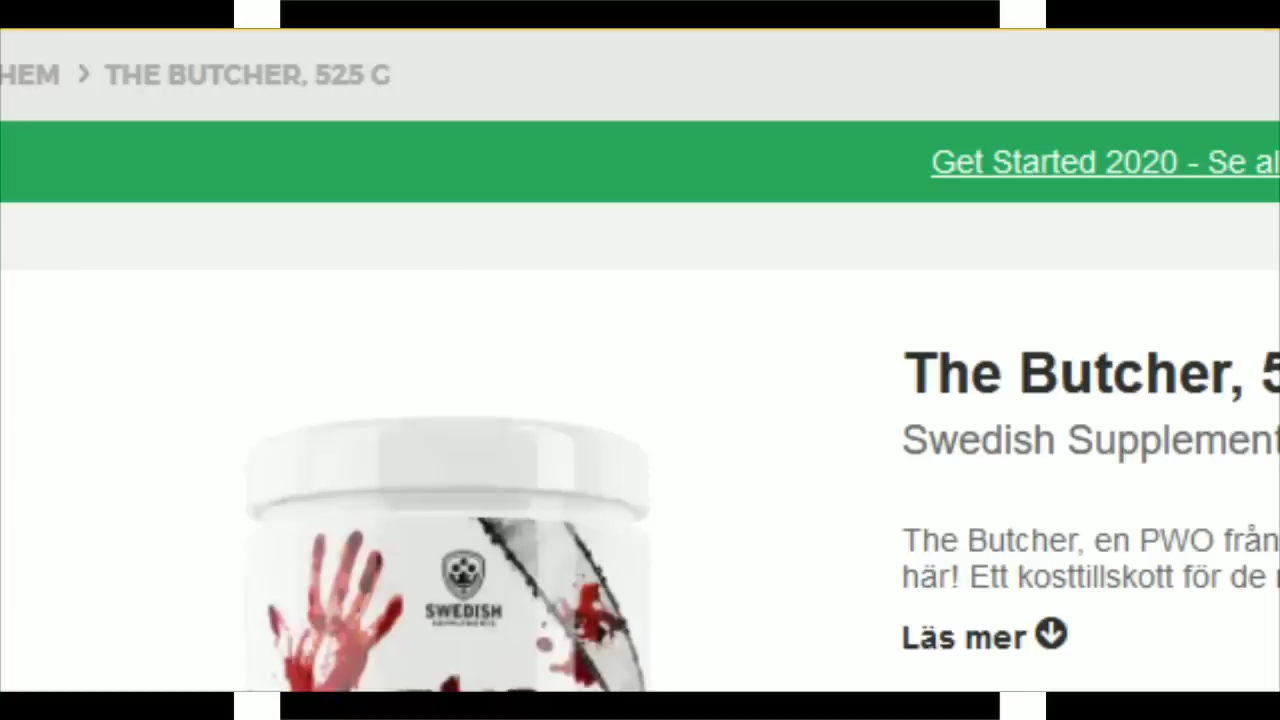 HEM > THE BUTCHER, 525 G
Get Started 2020 - Se al
The Butcher, 5
Swedish Supplement
The Butcher, en PWO från
här! Ett kosttillskott för de
Läs mer
SWEDISH
SUPPLEMENTS